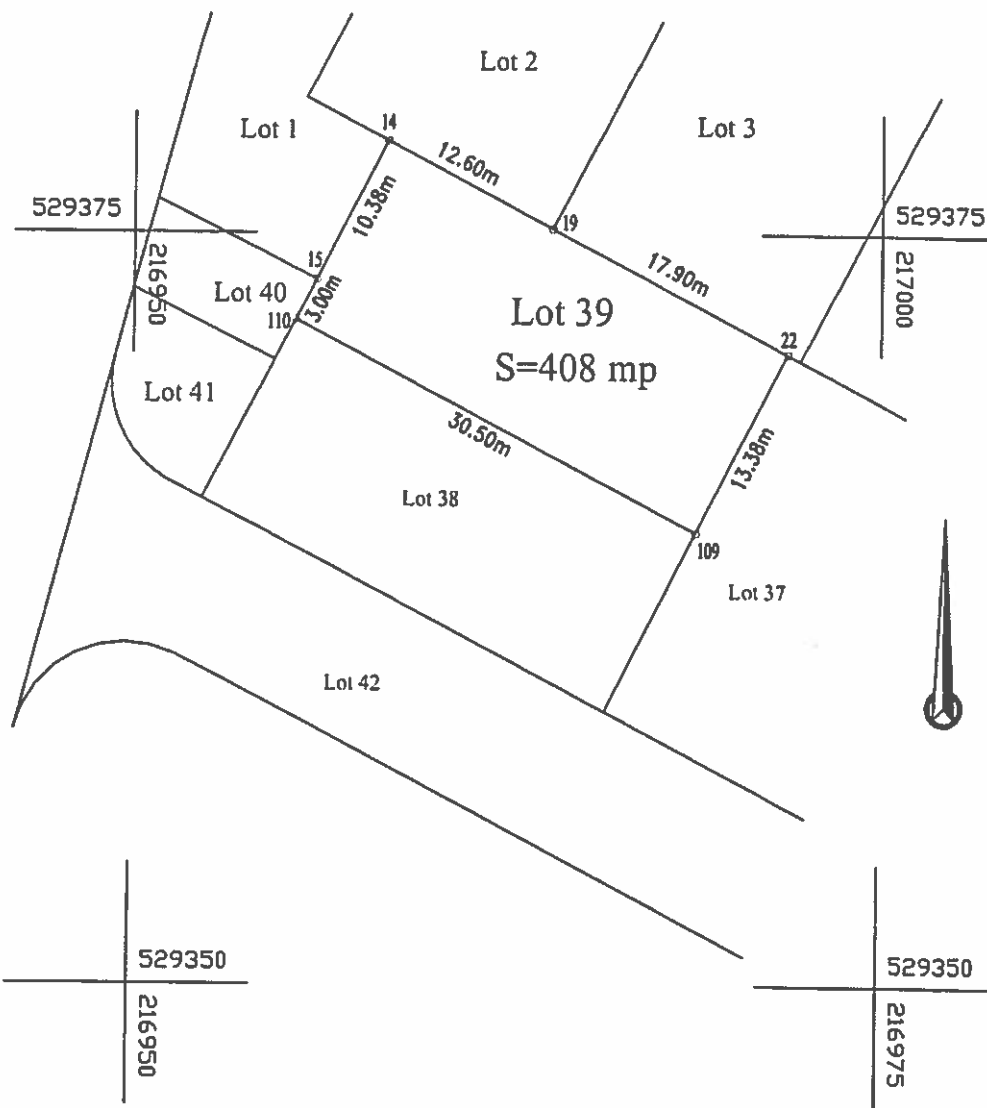 Lot 2
Lot 3
Lot 1
14
12.60m
10.38m
529375
216950
19
529375
217000
17.90m
15
Lot 40
3.00m
110
Lot 39
S=408 mp
22
Lot 41
30.50m
13.38m
Lot 38
109
Lot 37
Lot 42
529350
216950
529350
216975